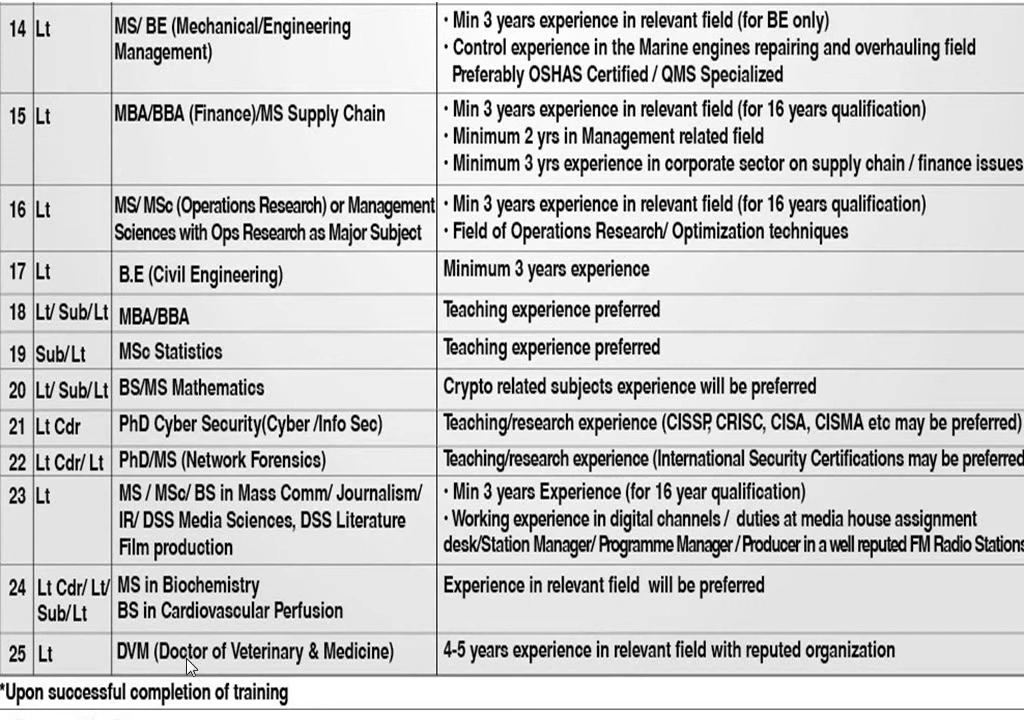 14 Lt MS/ BE (Mechanical/Engineering Management) · Min 3 years experience in relevant field (for BE only)
· Control experience in the Marine engines repairing and overhauling field
Preferably OSHAS Certified / QMS Specialized
15 Lt MBA/BBA (Finance)/MS Supply Chain · Min 3 years experience in relevant field (for 16 years qualification)
· Minimum 2 yrs in Management related field
· Minimum 3 yrs experience in corporate sector on supply chain / finance issues
16 Lt MS/ MSc (Operations Research) or Management · Min 3 years experience in relevant field (for 16 years qualification)
Sciences with Ops Research as Major Subject · Field of Operations Research/ Optimization techniques
17 Lt B.E (Civil Engineering) Minimum 3 years experience
18 Lt/ Sub/Lt MBA/BBA Teaching experience preferred
19 Sub/Lt MSc Statistics Teaching experience preferred
20 Lt/ Sub/Lt BS/MS Mathematics Crypto related subjects experience will be preferred
21 Lt Cdr PhD Cyber Security(Cyber /Info Sec) Teaching/research experience (CISSP, CRISC, CISA, CISMA etc may be preferred)
22 Lt Cdr/ Lt PhD/MS (Network Forensics) Teaching/research experience (International Security Certifications may be preferred
23 Lt MS / MSc/ BS in Mass Comm/ Journalism/ · Min 3 years Experience (for 16 year qualification)
IR/ DSS Media Sciences, DSS Literature · Working experience in digital channels / duties at media house assignment
Film production desk/Station Manager/ Programme Manager / Producer in a well reputed FM Radio Stations
24 Lt Cdr/ Lt/ MS in Biochemistry Experience in relevant field will be preferred
Sub/Lt BS in Cardiovascular Perfusion
25 Lt DVM (Doctor of Veterinary & Medicine) 4-5 years experience in relevant field with reputed organization
*Upon successful completion of training